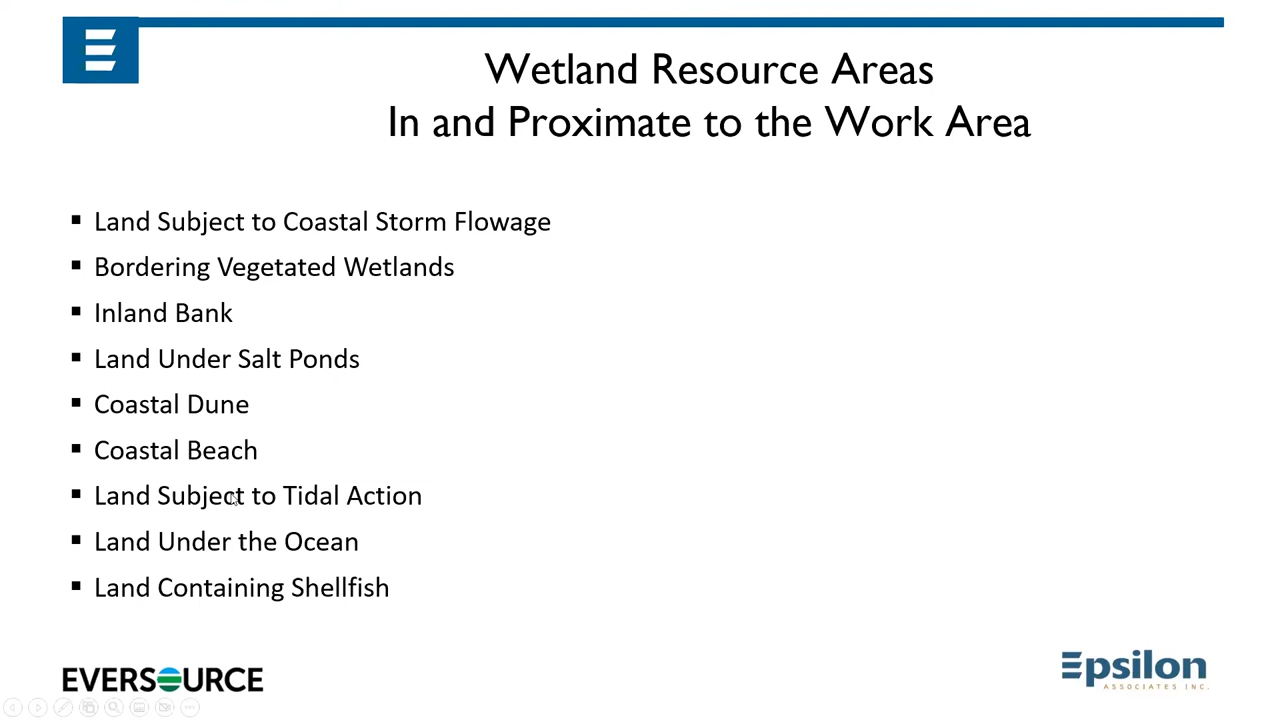 Wetland Resource Areas
In and Proximate to the Work Area
Land Subject to Coastal Storm Flowage
Bordering Vegetated Wetlands
Inland Bank
Land Under Salt Ponds
Coastal Dune
Coastal Beach
Land Subject to Tidal Action
Land Under the Ocean
Land Containing Shellfish
EVERSOURCE
Epsilon
ASSOCIATES INC.